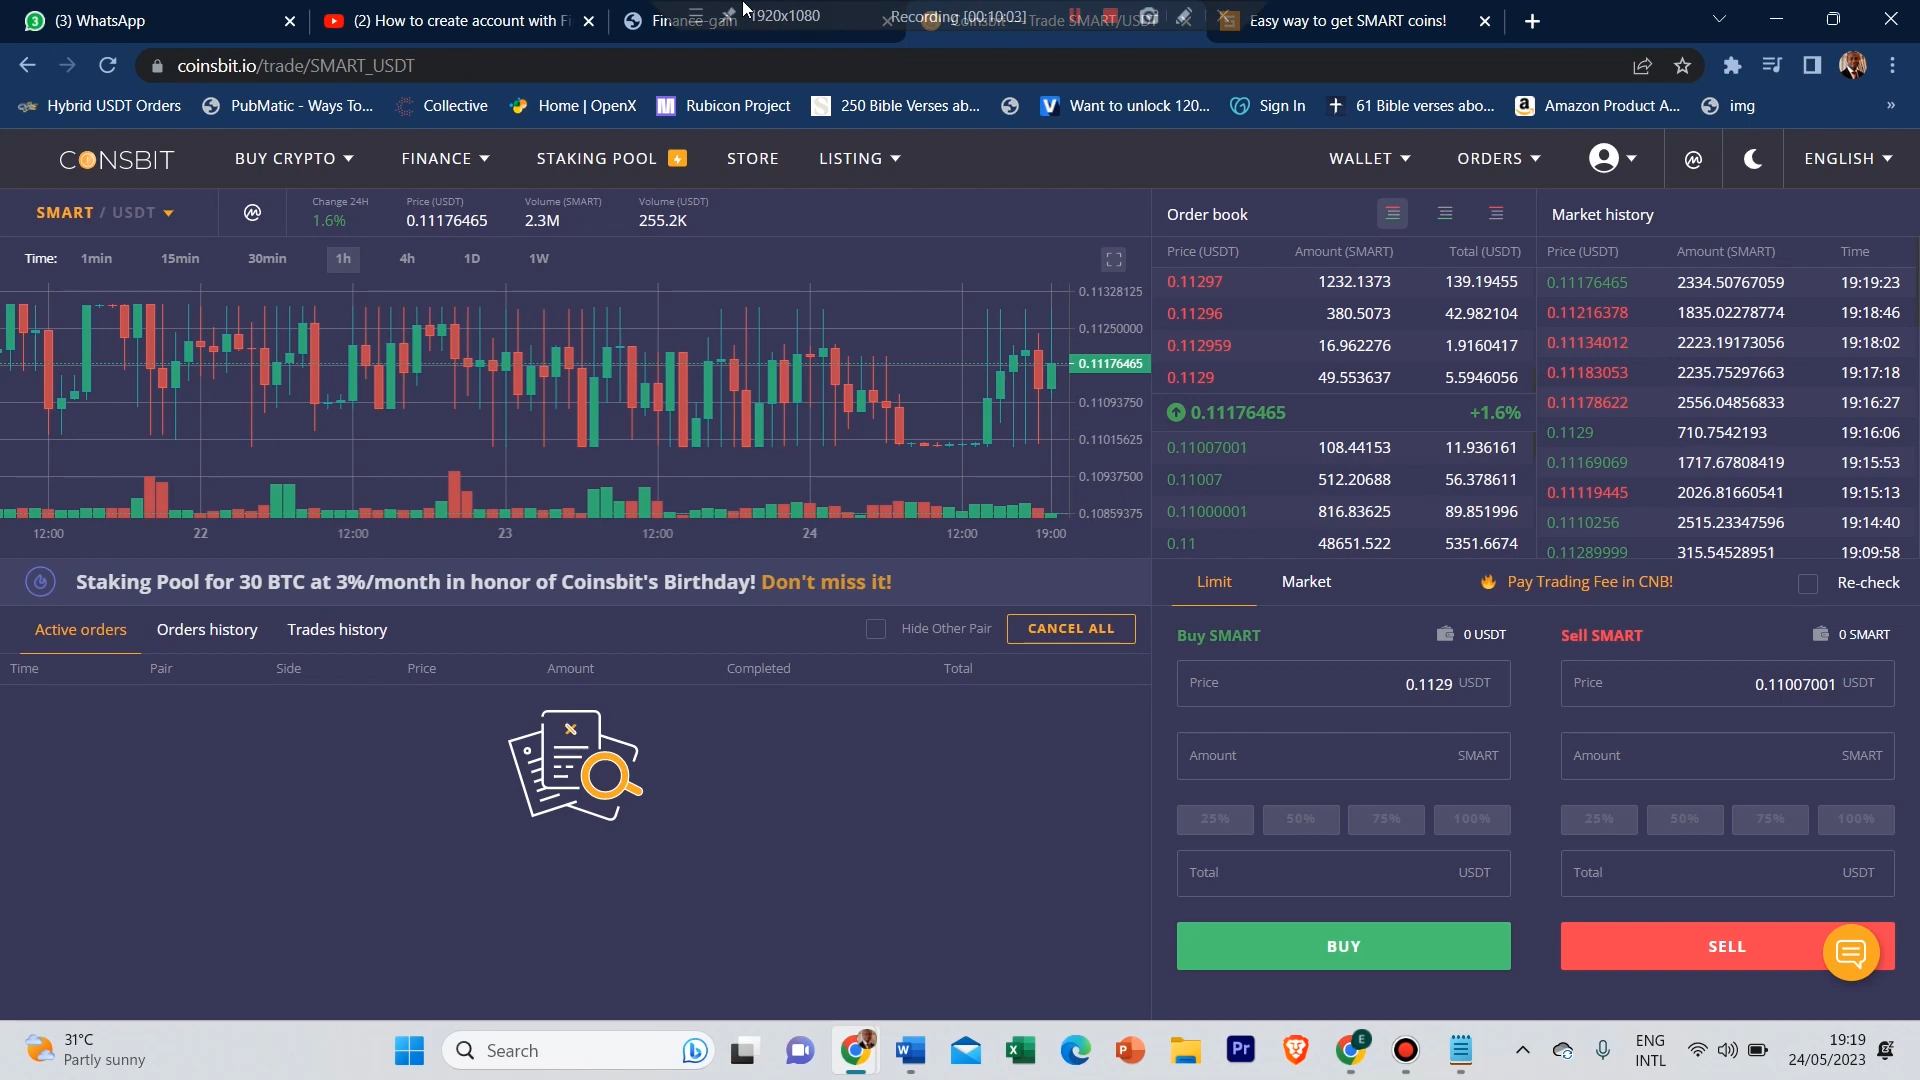 (3) WhatsApp
(2) How to create account with Fi
Finance-gain
1920x1080
Recording [00:10:03]
Coinsbit - Trade SMART/USDT
Easy way to get SMART coins!
coinsbit.io/trade/SMART_USDT
Hybrid USDT Orders
PubMatic - Ways To...
Collective
Home | OpenX
Rubicon Project
250 Bible Verses ab...
Want to unlock 120...
Sign In
61 Bible verses abo...
Amazon Product A...
img
CONSBIT
BUY CRYPTO
FINANCE
STAKING POOL
STORE
LISTING
WALLET
ORDERS
ENGLISH
SMART / USDT
Change 24H
1.6%
Price (USDT)
0.11176465
Volume (SMART)
2.3M
Volume (USDT)
255.2K
Time: 1min 15min 30min 1h 4h 1D 1W
0.11328125
0.11250000
0.11176465
0.11093750
0.11015625
0.10937500
0.10859375
12:00 22 12:00 23 12:00 24 12:00 19:00
Order book
Price (USDT) Amount (SMART) Total (USDT)
0.11297 1232.1373 139.19455
0.11296 380.5073 42.982104
0.112959 16.962276 1.9160417
0.1129 49.553637 5.5946056
0.11176465 +1.6%
0.11007001 108.44153 11.936161
0.11007 512.20688 56.378611
0.11000001 816.83625 89.851996
0.11 48651.522 5351.6674
Market history
Price (USDT) Amount (SMART) Time
0.11176465 2334.50767059 19:19:23
0.11216378 1835.02278774 19:18:46
0.11134012 2223.19173056 19:18:02
0.11183053 2235.75297663 19:17:18
0.11178622 2556.04856833 19:16:27
0.1129 710.7542193 19:16:06
0.11169069 1717.67808419 19:15:53
0.11119445 2026.81660541 19:15:13
0.1110256 2515.23347596 19:14:40
0.11289999 315.54528951 19:09:58
Staking Pool for 30 BTC at 3%/month in honor of Coinsbit's Birthday! Don't miss it!
Active orders
Orders history
Trades history
Hide Other Pair
CANCEL ALL
Time Pair Side Price Amount Completed Total
Limit
Market
Pay Trading Fee in CNB!
Re-check
Buy SMART
0 USDT
Price 0.1129 USDT
Amount SMART
25% 50% 75% 100%
Total USDT
BUY
Sell SMART
0 SMART
Price 0.11007001 USDT
Amount SMART
25% 50% 75% 100%
Total USDT
SELL
31°C
Partly sunny
Search
ENG
INTL
19:19
24/05/2023